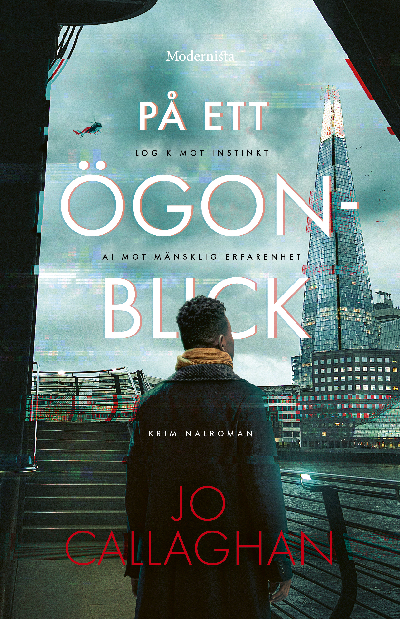 Modernista
PÅ ETT
LOGIK MOT INSTINKT
ÖGON-
AI MOT MÄNSKLIG ERFARENHET
BLICK
KRIMINALROMAN
JO
CALLAGHAN